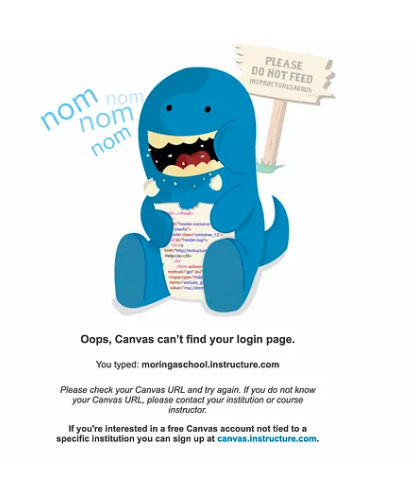 nom nom
nom
nom
PLEASE
DO NOT FEED
INSTRUCTURESAURUS
Oops, Canvas can't find your login page.
You typed: moringaschool.instructure.com
Please check your Canvas URL and try again. If you do not know
your Canvas URL, please contact your institution or course
instructor.
If you're interested in a free Canvas account not tied to a
specific institution you can sign up at canvas.instructure.com.